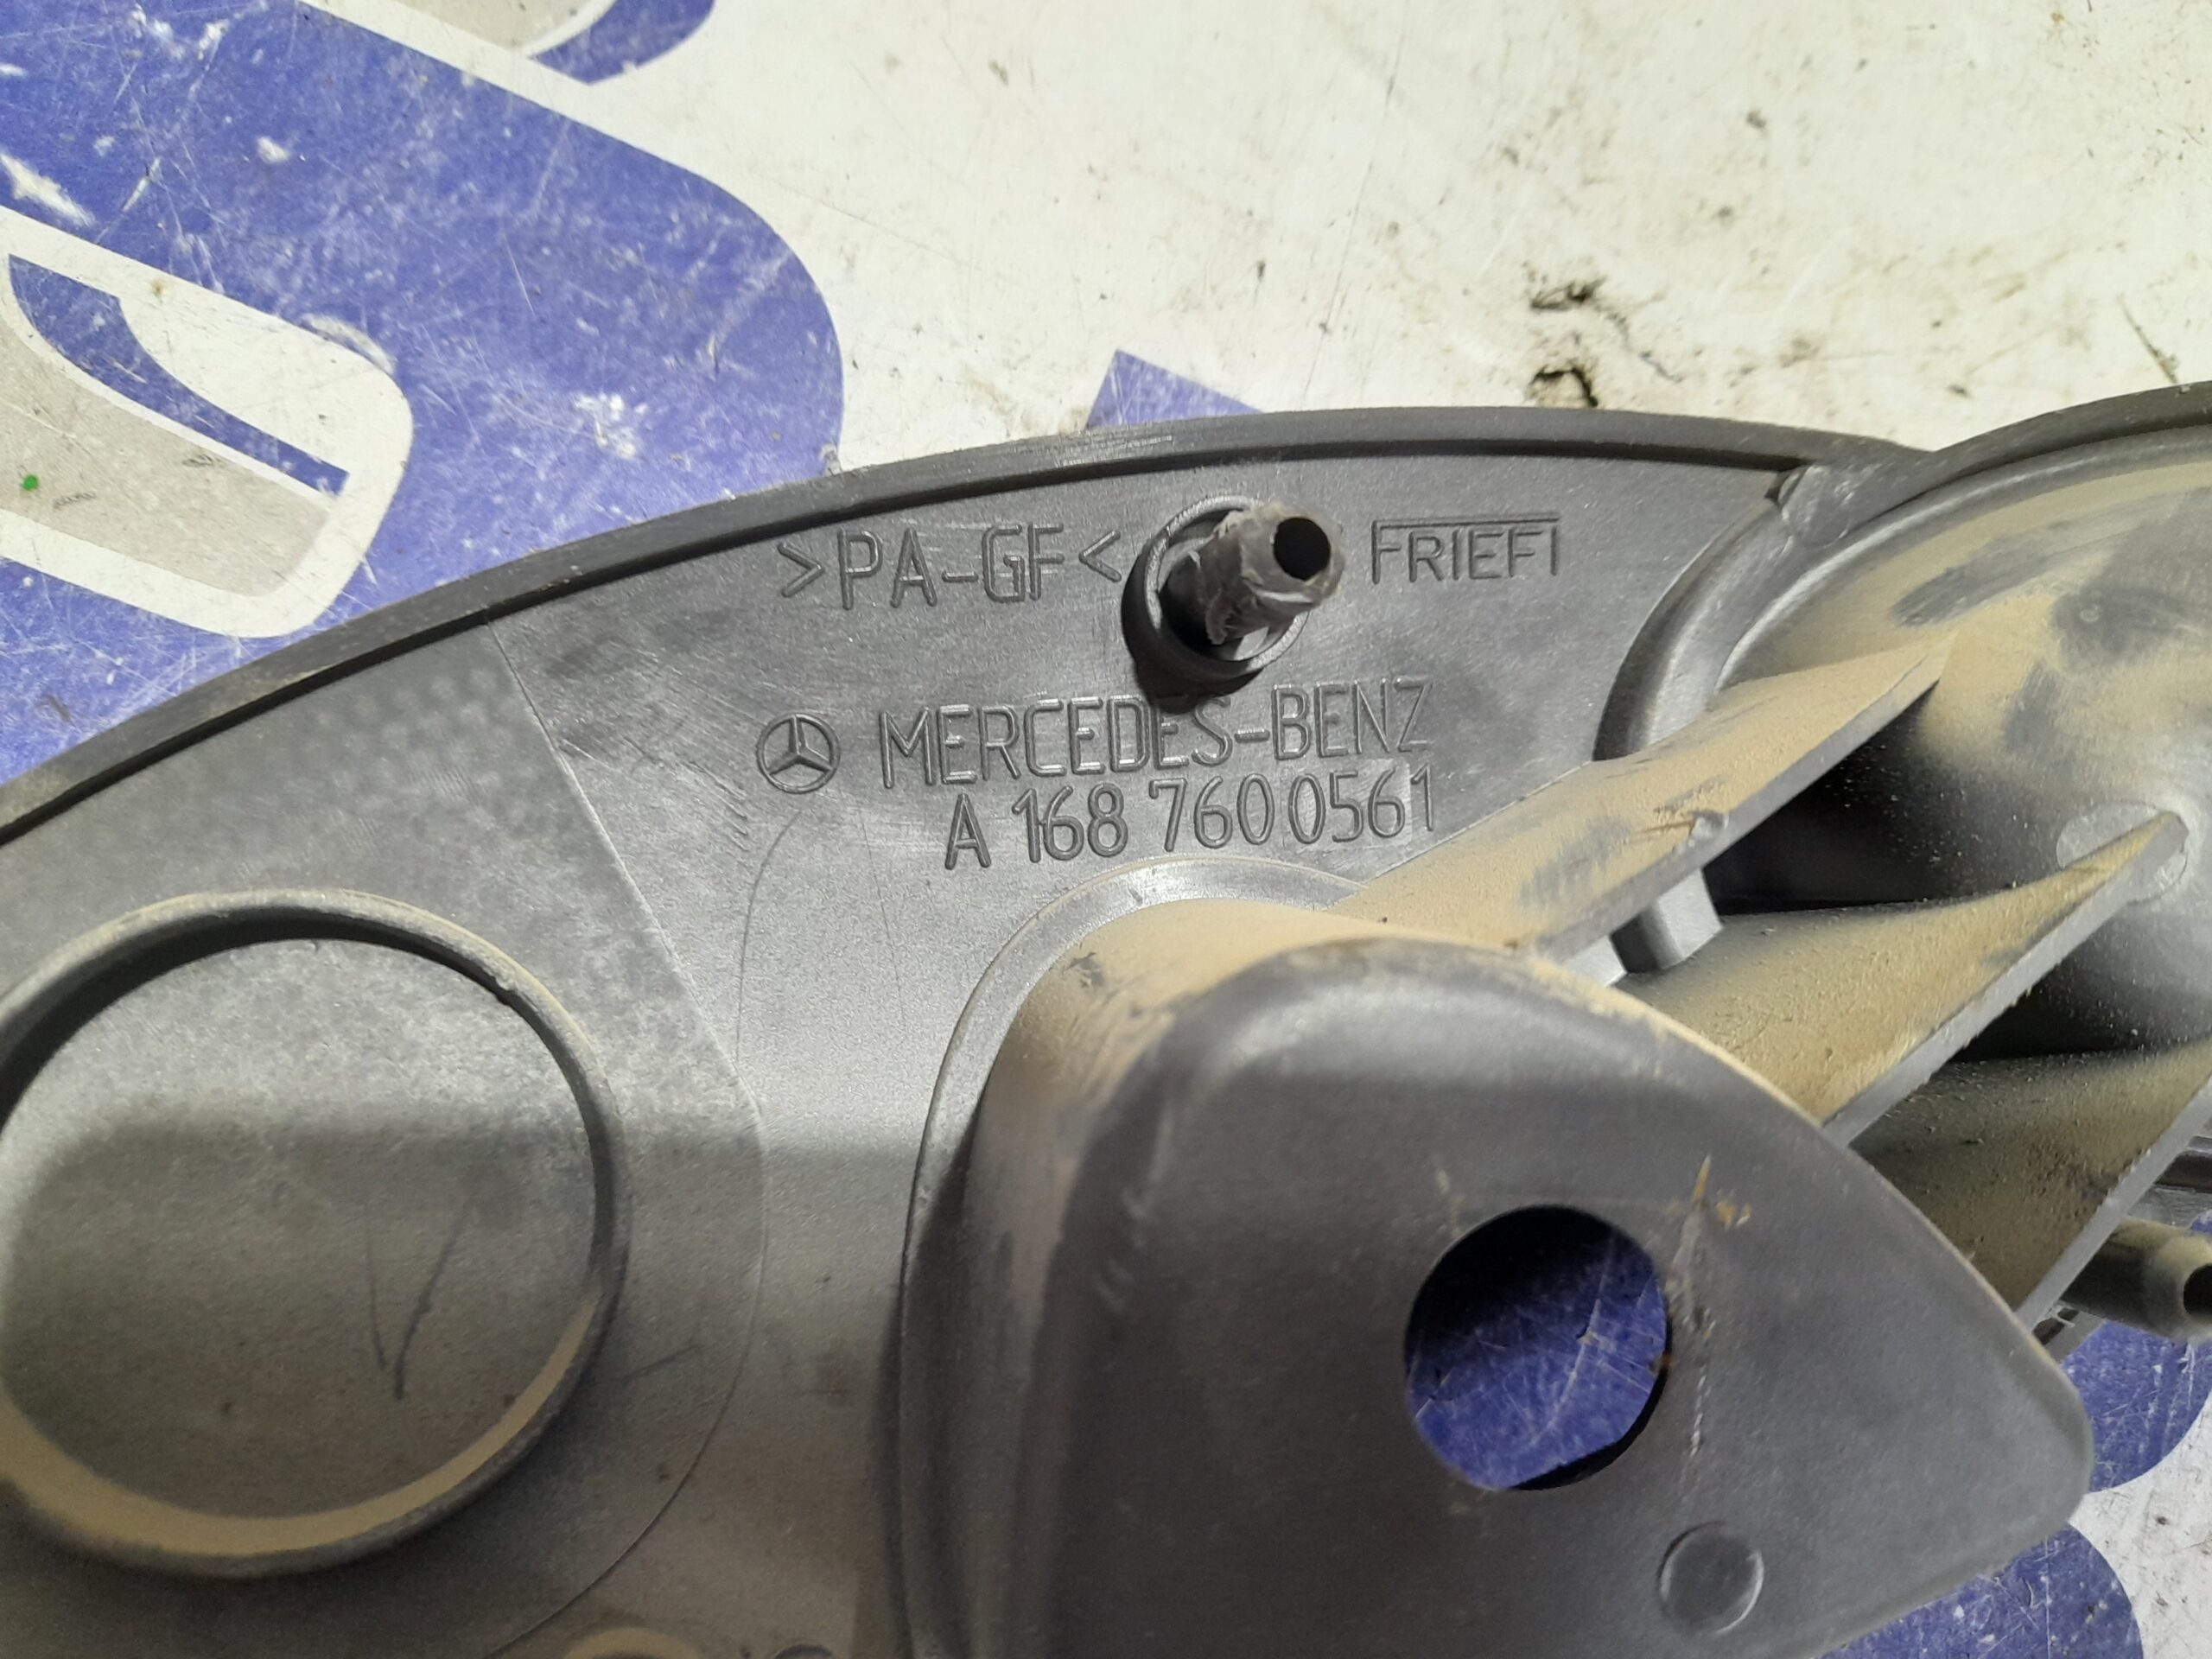 >PA-GF< FRIEFI
MERCEDES-BENZ
A 168 760 0561